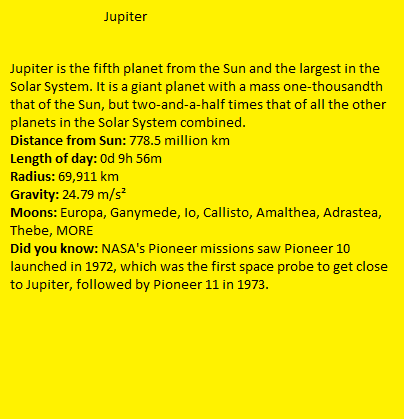 Jupiter
Jupiter is the fifth planet from the Sun and the largest in the
Solar System. It is a giant planet with a mass one-thousandth
that of the Sun, but two-and-a-half times that of all the other
planets in the Solar System combined.
Distance from Sun: 778.5 million km
Length of day: 0d 9h 56m
Radius: 69,911 km
Gravity: 24.79 m/s²
Moons: Europa, Ganymede, Io, Callisto, Amalthea, Adrastea,
Thebe, MORE
Did you know: NASA's Pioneer missions saw Pioneer 10
launched in 1972, which was the first space probe to get close
to Jupiter, followed by Pioneer 11 in 1973.